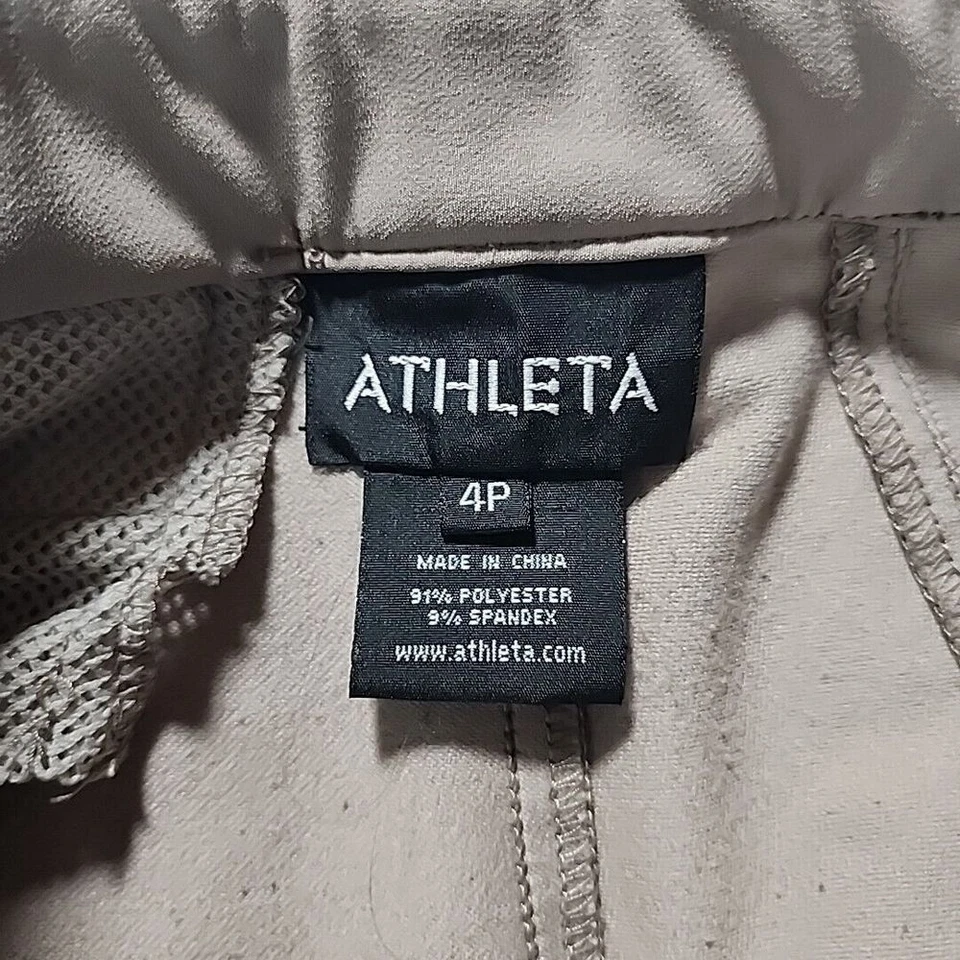 ATHLETA
4P
MADE IN CHINA
91% POLYESTER
9% SPANDEX
www.athleta.com